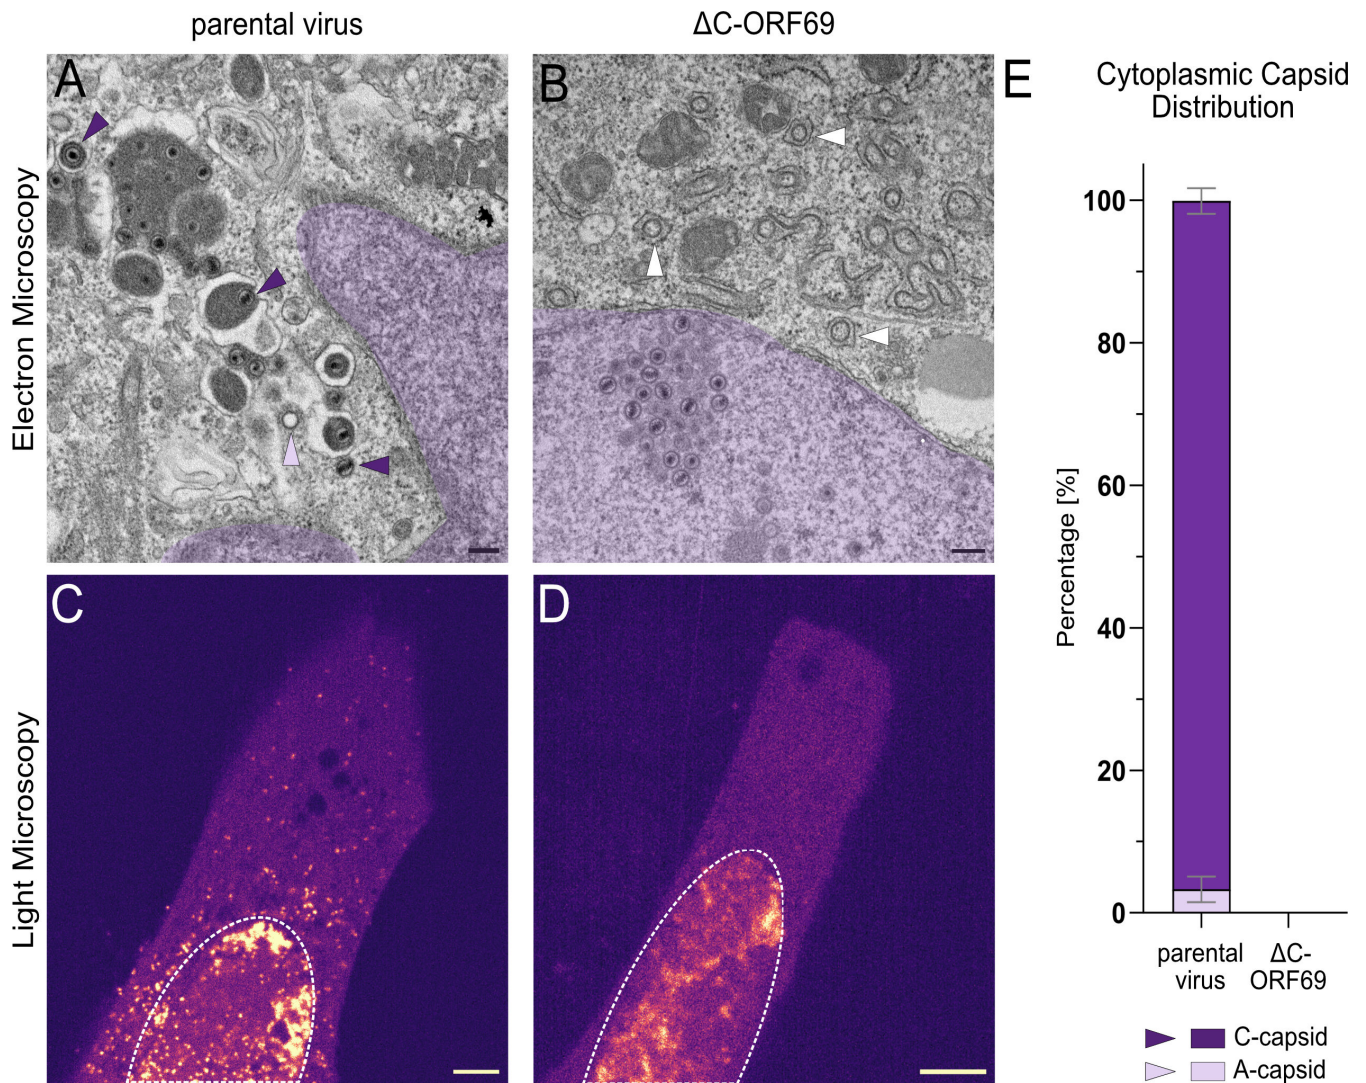 parental virus
ΔC-ORF69
Electron Microscopy
A
B
E
Cytoplasmic Capsid
Distribution
Light Microscopy
C
D
Percentage [%]
100
80
60
40
20
0
parental
virus
ΔC-
ORF69
C-capsid
A-capsid